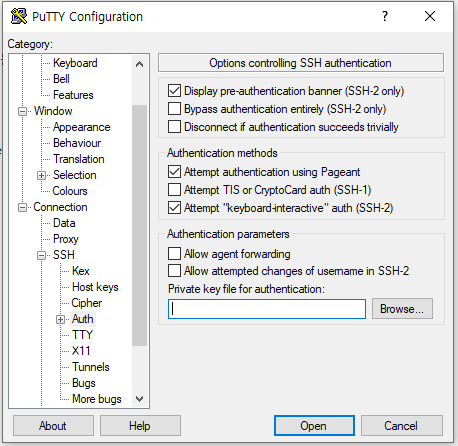 PuTTY Configuration
?
Category:
Keyboard
Bell
Features
Window
Appearance
Behaviour
Translation
Selection
Colours
Connection
Data
Proxy
SSH
Kex
Host keys
Cipher
Auth
TTY
X11
Tunnels
Bugs
More bugs
Options controlling SSH authentication
Display pre-authentication banner (SSH-2 only)
Bypass authentication entirely (SSH-2 only)
Disconnect if authentication succeeds trivially
Authentication methods
Attempt authentication using Pageant
Attempt TIS or CryptoCard auth (SSH-1)
Attempt "keyboard-interactive" auth (SSH-2)
Authentication parameters
Allow agent forwarding
Allow attempted changes of username in SSH-2
Private key file for authentication:
Browse...
About
Help
Open
Cancel